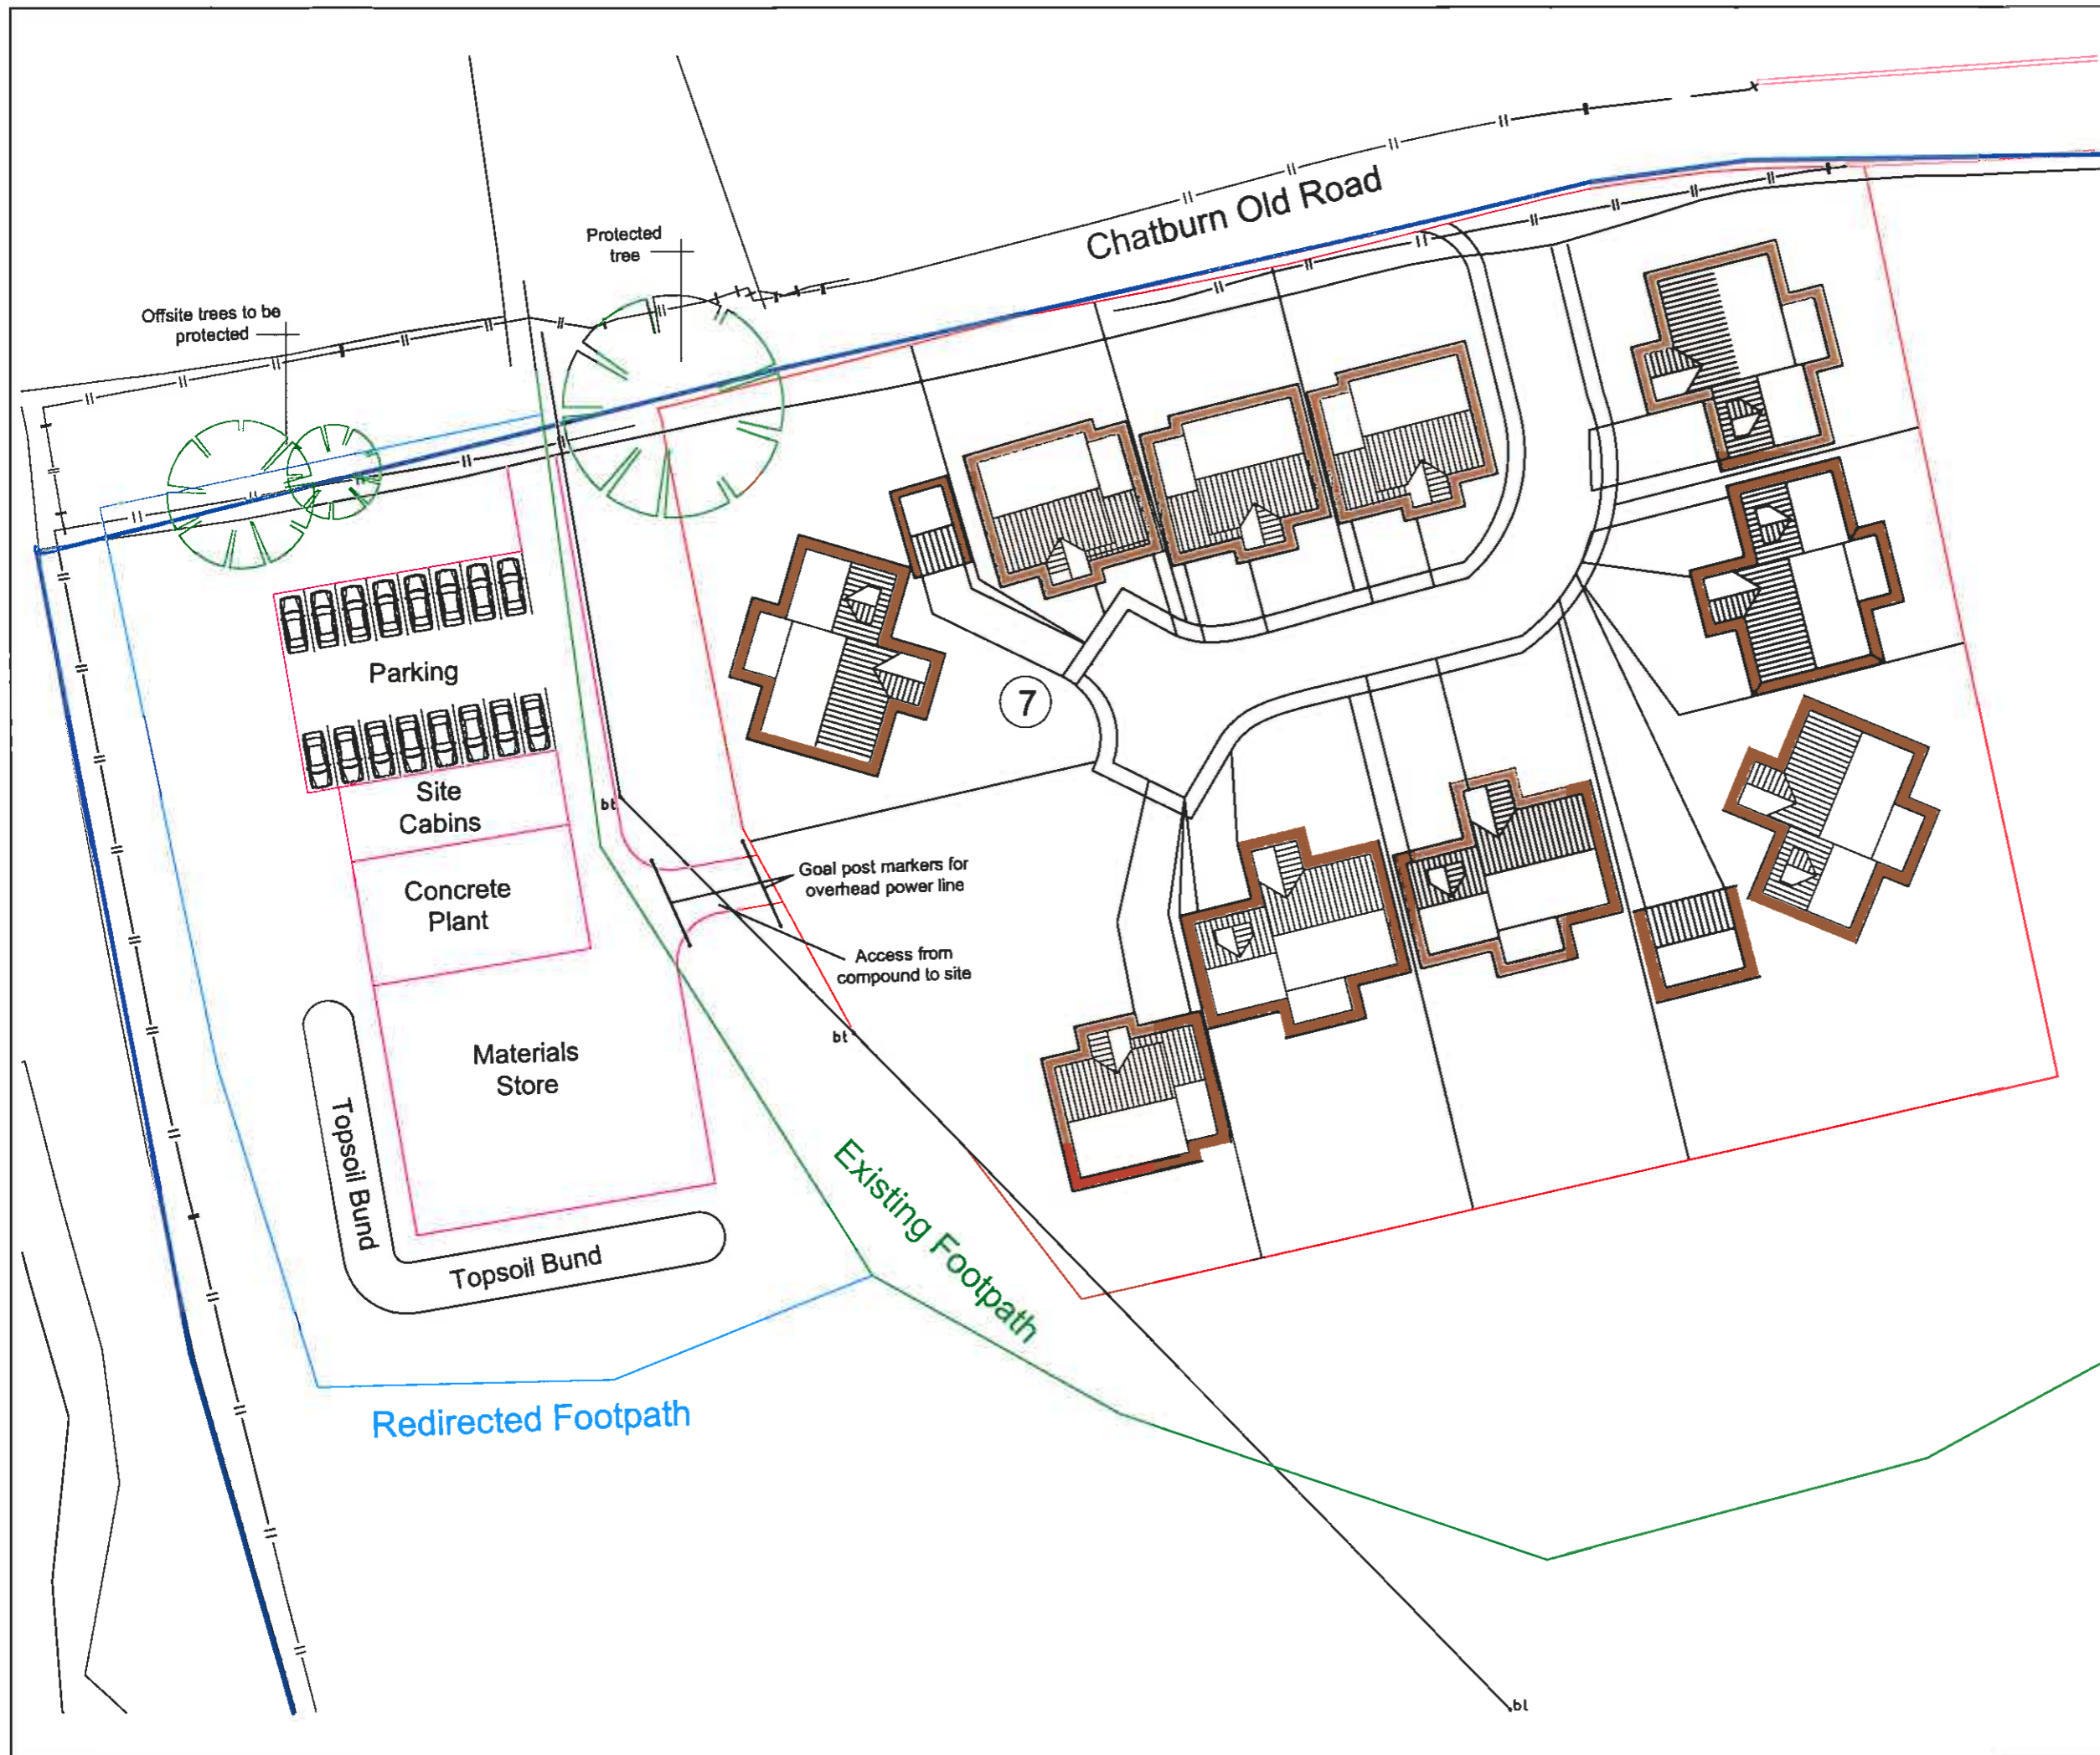 Chatburn Old Road
Protected
tree
Offsite trees to be
protected
Parking
Site
Cabins
bt
7
Goal post markers for
overhead power line
Concrete
Plant
Access from
compound to site
bt
Materials
Store
Topsoil Bund
Topsoil Bund
Existing Footpath
Redirected Footpath
bt